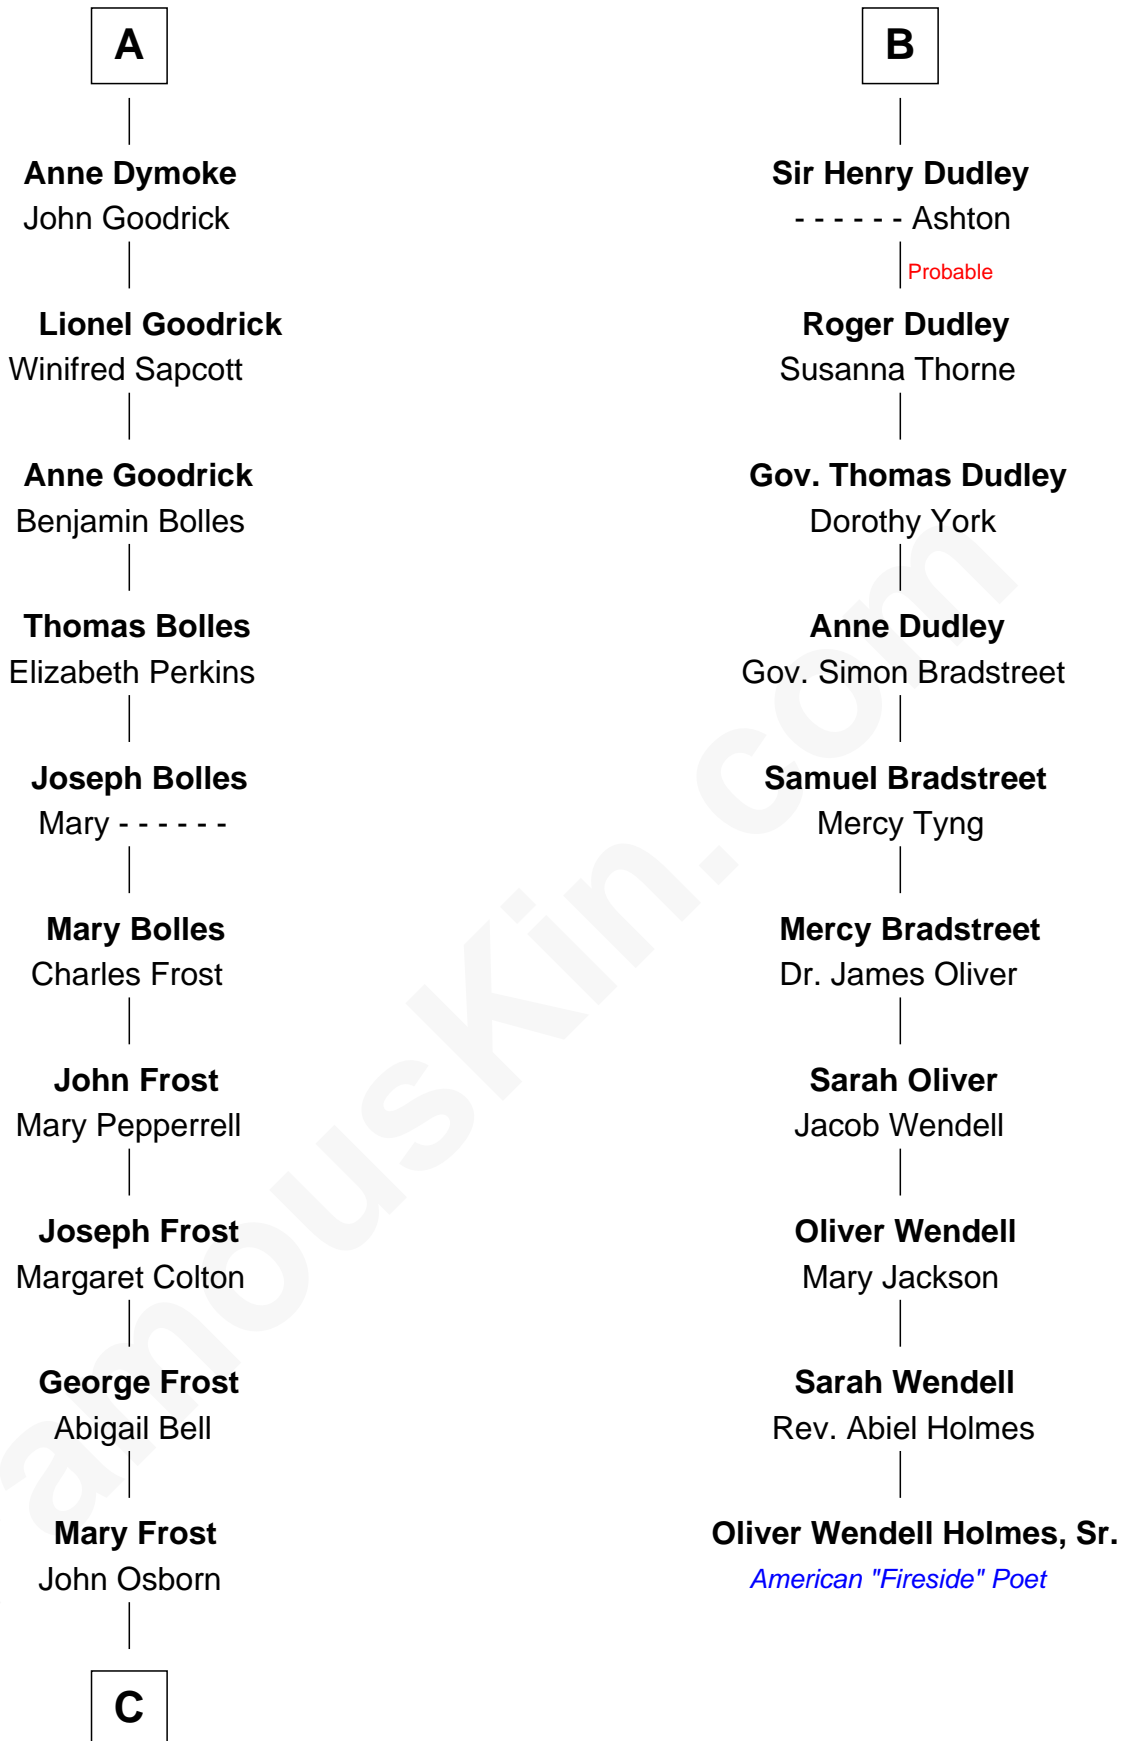 A
Anne Dymoke
John Goodrick
Lionel Goodrick
Winifred Sapcott
Anne Goodrick
Benjamin Bolles
Thomas Bolles
Elizabeth Perkins
Joseph Bolles
Mary - - - - - -
Mary Bolles
Charles Frost
John Frost
Mary Pepperrell
Joseph Frost
Margaret Colton
George Frost
Abigail Bell
Mary Frost
John Osborn
C
B
Sir Henry Dudley
- - - - - - Ashton
Probable
Roger Dudley
Susanna Thorne
Gov. Thomas Dudley
Dorothy York
Anne Dudley
Gov. Simon Bradstreet
Samuel Bradstreet
Mercy Tyng
Mercy Bradstreet
Dr. James Oliver
Sarah Oliver
Jacob Wendell
Oliver Wendell
Mary Jackson
Sarah Wendell
Rev. Abiel Holmes
Oliver Wendell Holmes, Sr.
American "Fireside" Poet
amousKin.com